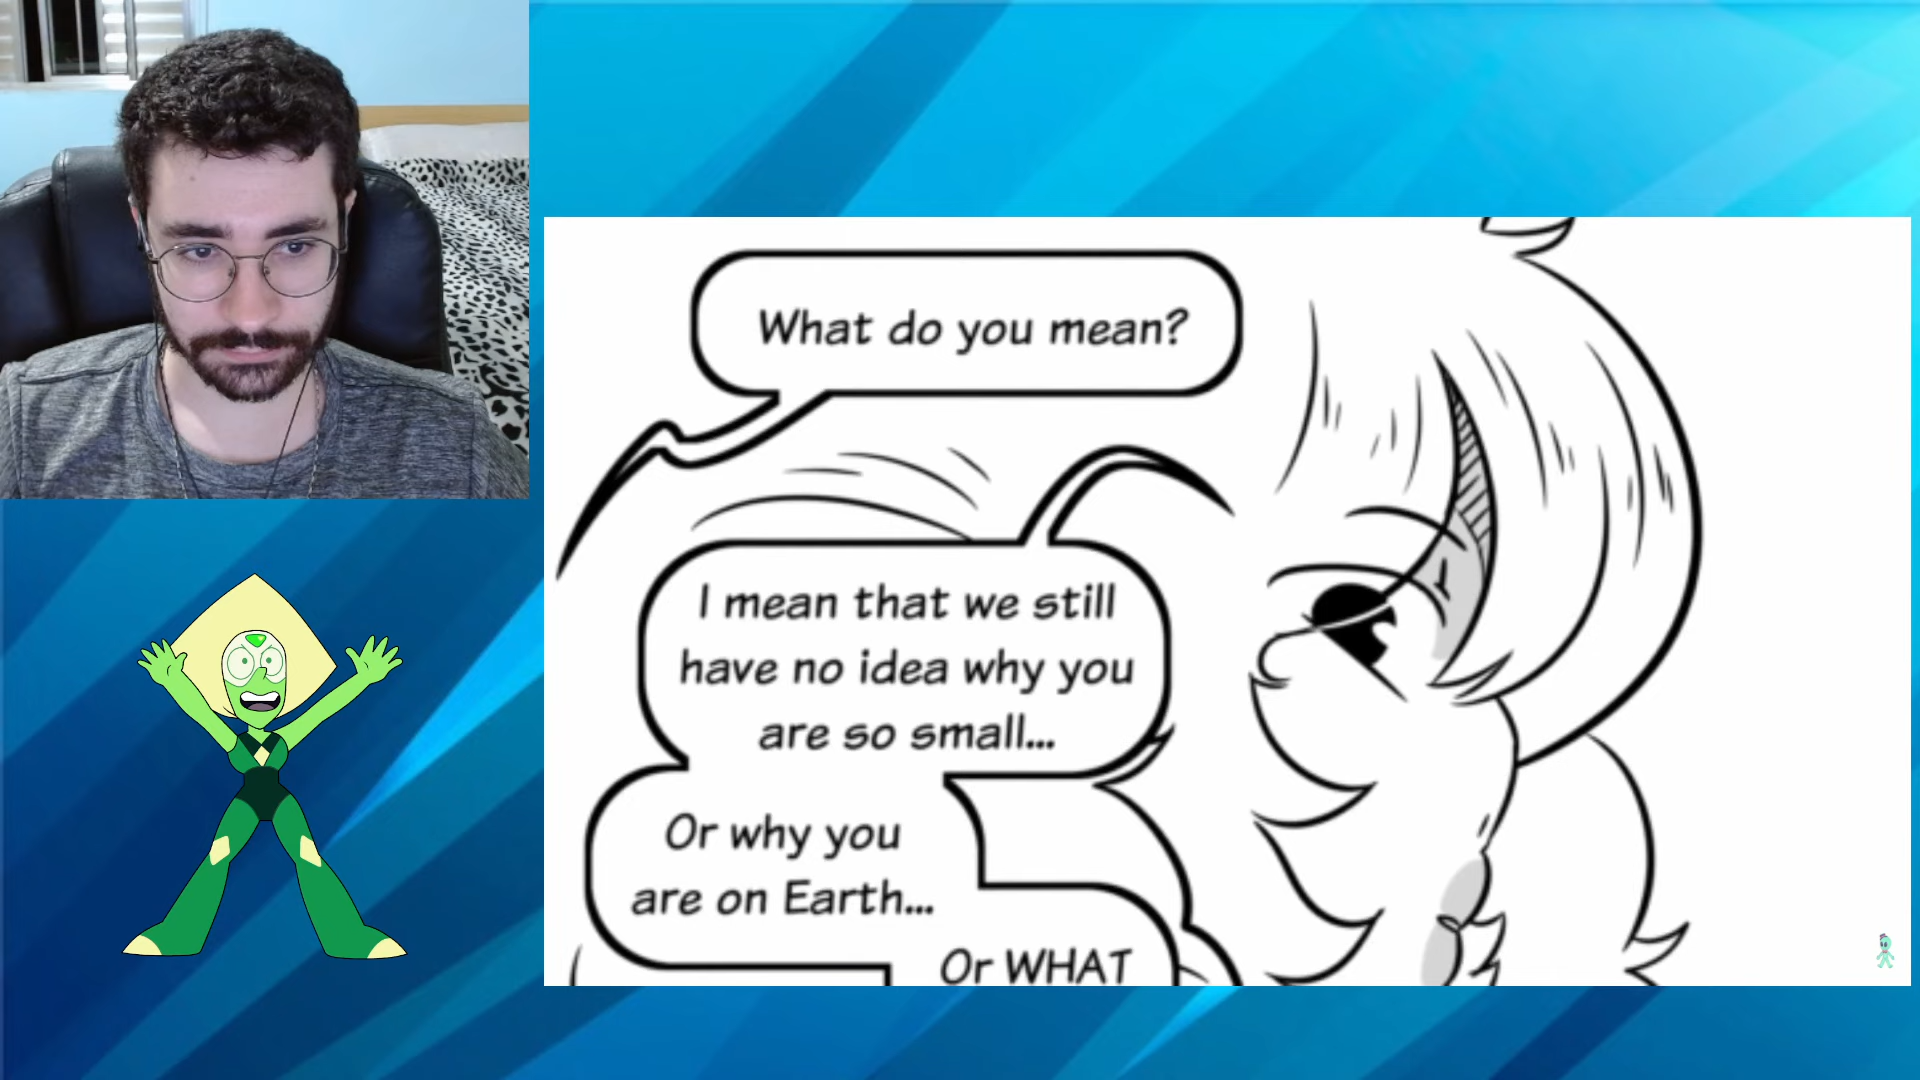 What do you mean?
I mean that we still
have no idea why you
are so small...
Or why you
are on Earth...
Or WHAT